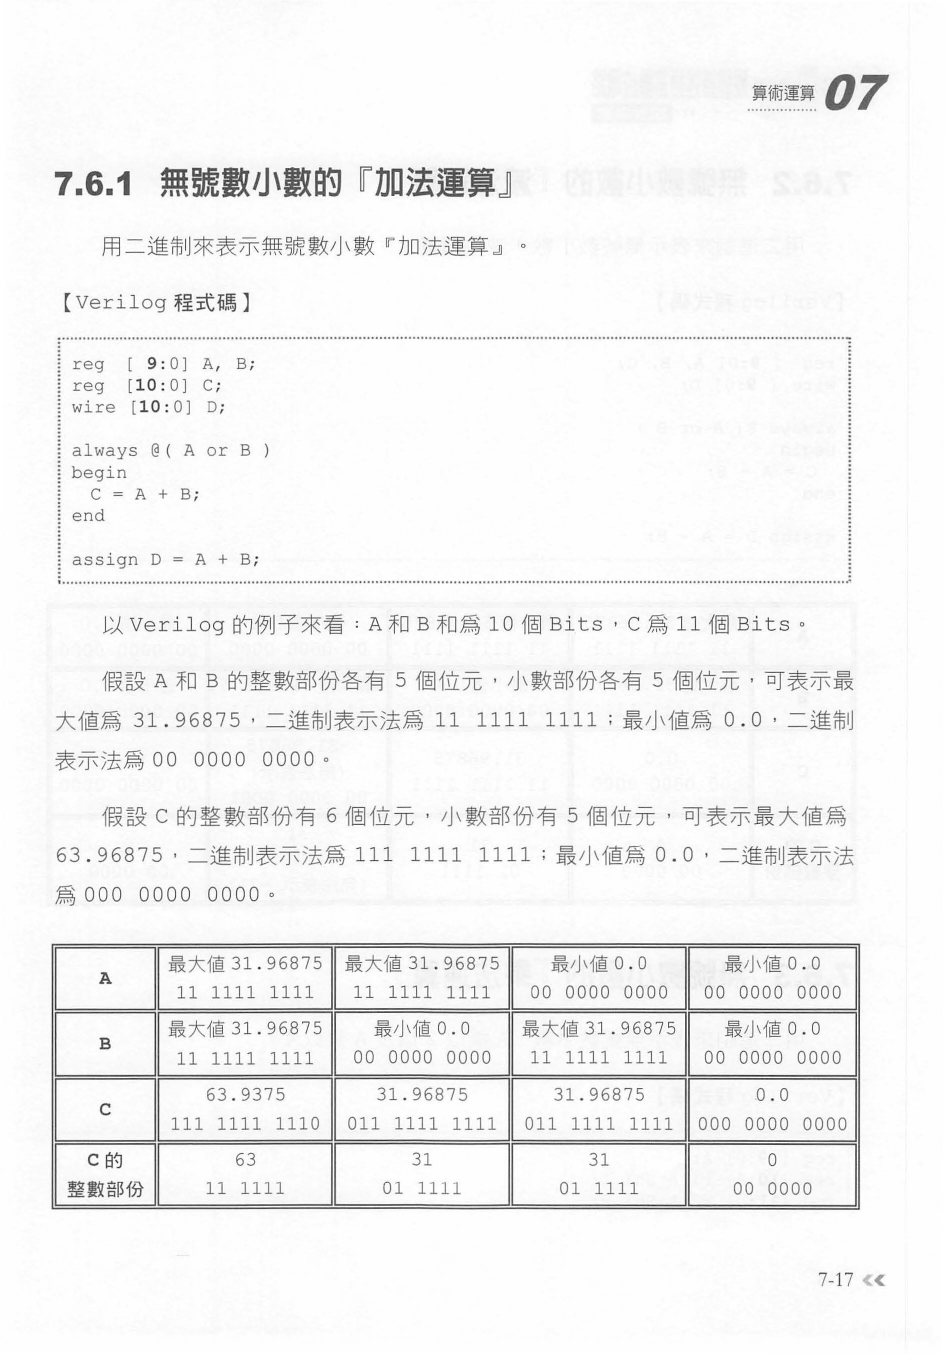 算術運算 07
7.6.1 無號數小數的『加法運算』
用二進制來表示無號數小數『加法運算』。
【Verilog 程式碼】
reg [ 9:0] A, B;
reg [10:0] C;
wire [10:0] D;
always @( A or B )
begin
C = A + B;
end
assign D = A + B;
以 Verilog 的例子來看：A 和 B 和為 10 個 Bits，C 為 11 個 Bits。
假設 A 和 B 的整數部份各有 5 個位元，小數部份各有 5 個位元，可表示最
大值為 31.96875，二進制表示法為 11 1111 1111；最小值為 0.0，二進制
表示法為 00 0000 0000。
假設 C 的整數部份有 6 個位元，小數部份有 5 個位元，可表示最大值為
63.96875，二進制表示法為 111 1111 1111；最小值為 0.0，二進制表示法
為 000 0000 0000。
A
最大值 31.96875
11 1111 1111
最大值 31.96875
11 1111 1111
最小值 0.0
00 0000 0000
最小值 0.0
00 0000 0000
B
最大值 31.96875
11 1111 1111
最小值 0.0
00 0000 0000
最大值 31.96875
11 1111 1111
最小值 0.0
00 0000 0000
C
63.9375
111 1111 1110
31.96875
011 1111 1111
31.96875
011 1111 1111
0.0
000 0000 0000
C 的
整數部份
63
11 1111
31
01 1111
31
01 1111
0
00 0000
7-17